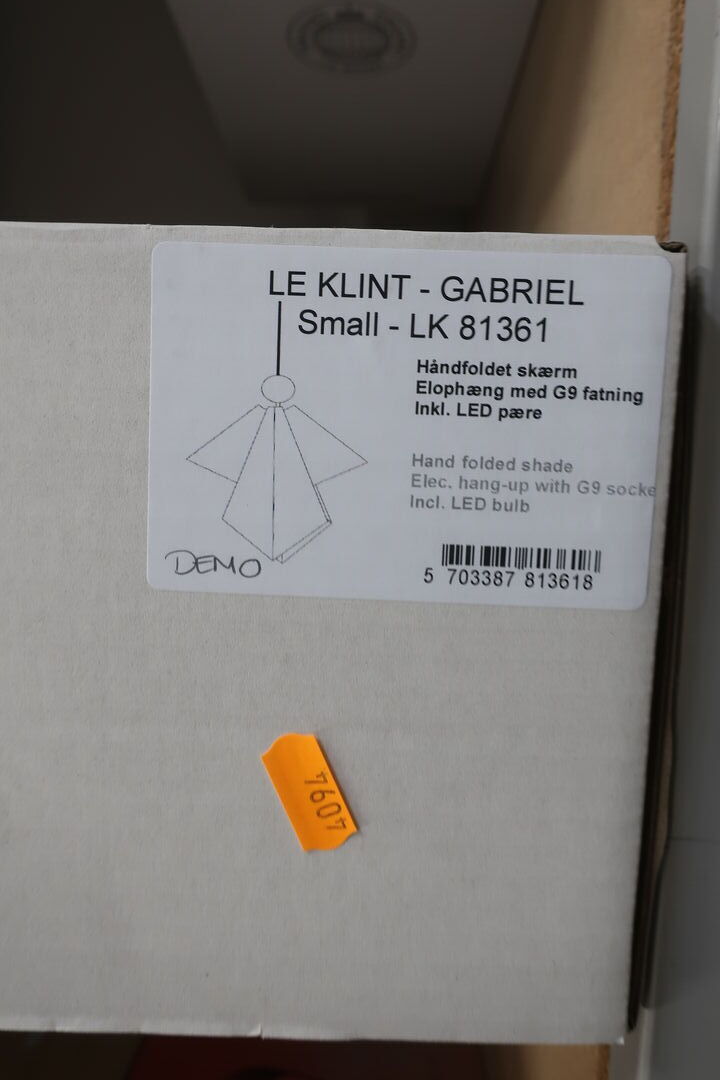 LE KLINT - GABRIEL
Small - LK 81361
Håndfoldet skærm
Elophæng med G9 fatning
Inkl. LED pære
Hand folded shade
Elec. hang-up with G9 socke
Incl. LED bulb
DEMO
5 703387 813618